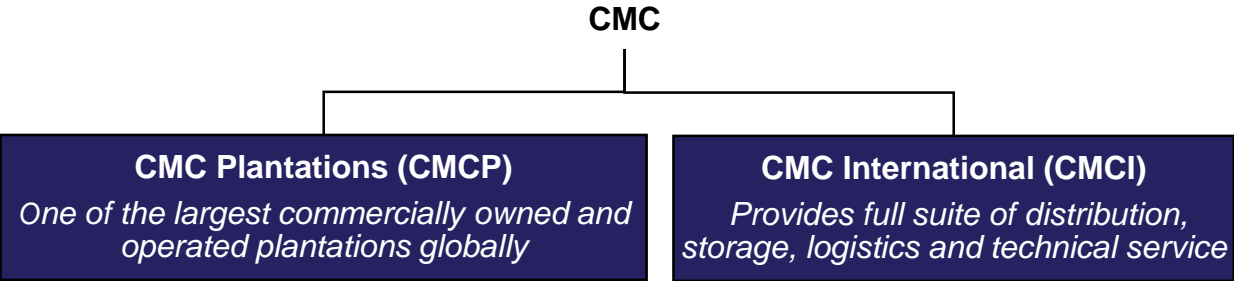 CMC
CMC Plantations (CMCP)
One of the largest commercially owned and
operated plantations globally
CMC International (CMCI)
Provides full suite of distribution,
storage, logistics and technical service